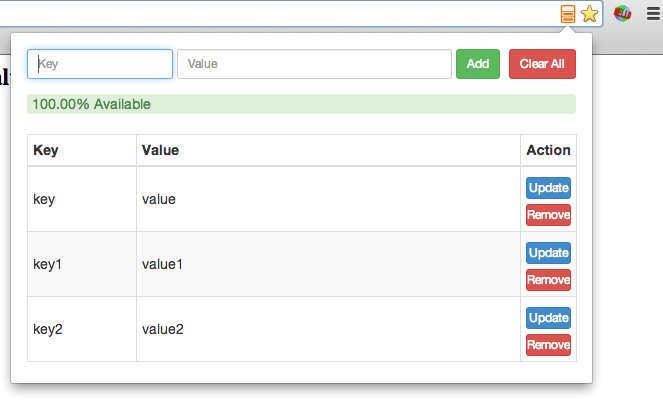 Key Value Add Clear All
100.00% Available
Key Value Action
key value Update
Remove
key1 value1 Update
Remove
key2 value2 Update
Remove